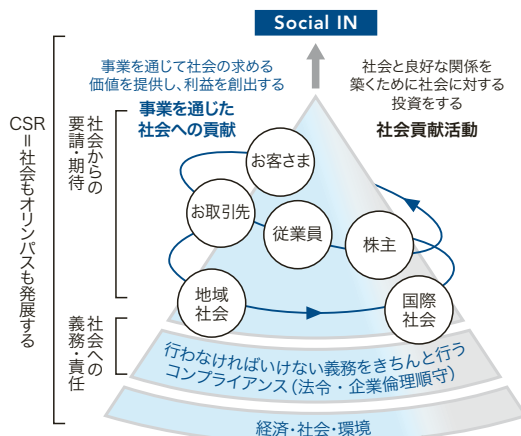 Social IN
事業を通じて社会の求める
価値を提供し、利益を創出する
事業を通じた
社会への貢献
社会と良好な関係を
築くために社会に対する
投資をする
社会貢献活動
CSR
=社会もオリンパスも発展する
社会からの
要請・期待
お客さま
お取引先
従業員
株主
地域
社会
国際
社会
社会への
義務・責任
行わなければいけない義務をきちんと行う
コンプライアンス(法令・企業倫理順守)
経済・社会・環境